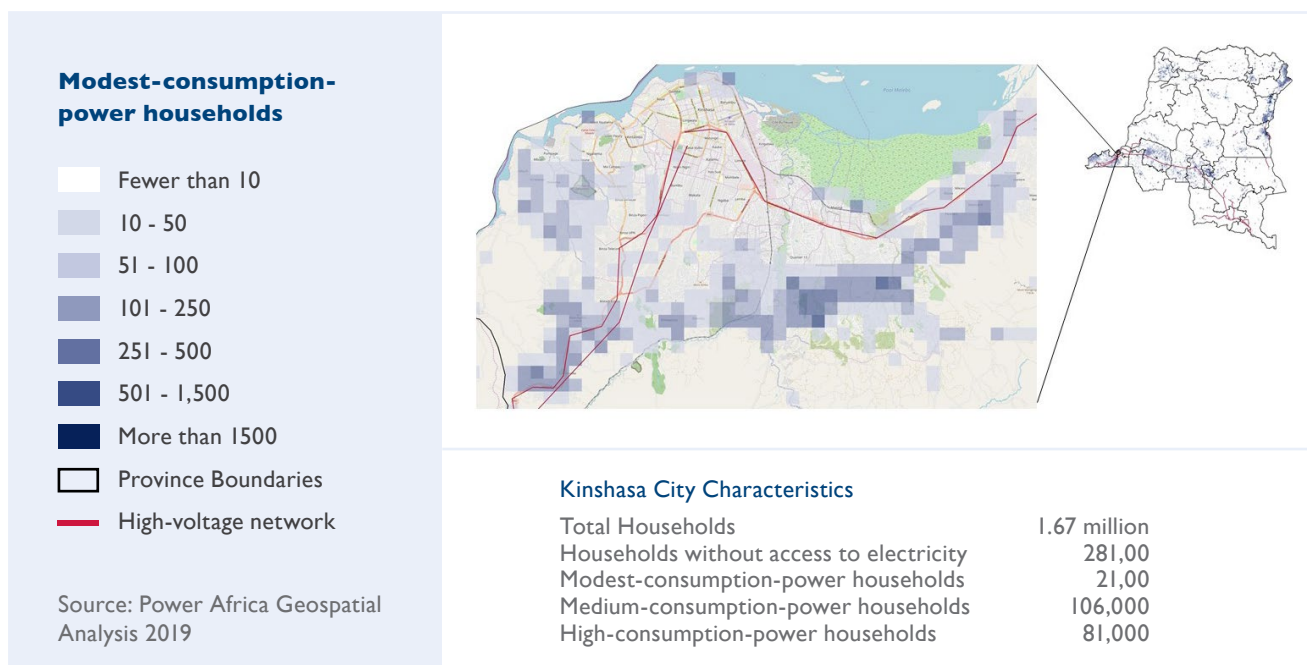 Modest-consumption-
power households
Fewer than 10
10 - 50
51 - 100
101 - 250
251 - 500
501 - 1,500
More than 1500
Province Boundaries
High-voltage network
Source: Power Africa Geospatial
Analysis 2019
Kinshasa City Characteristics
Total Households 1.67 million
Households without access to electricity 281,00
Modest-consumption-power households 21,00
Medium-consumption-power households 106,000
High-consumption-power households 81,000